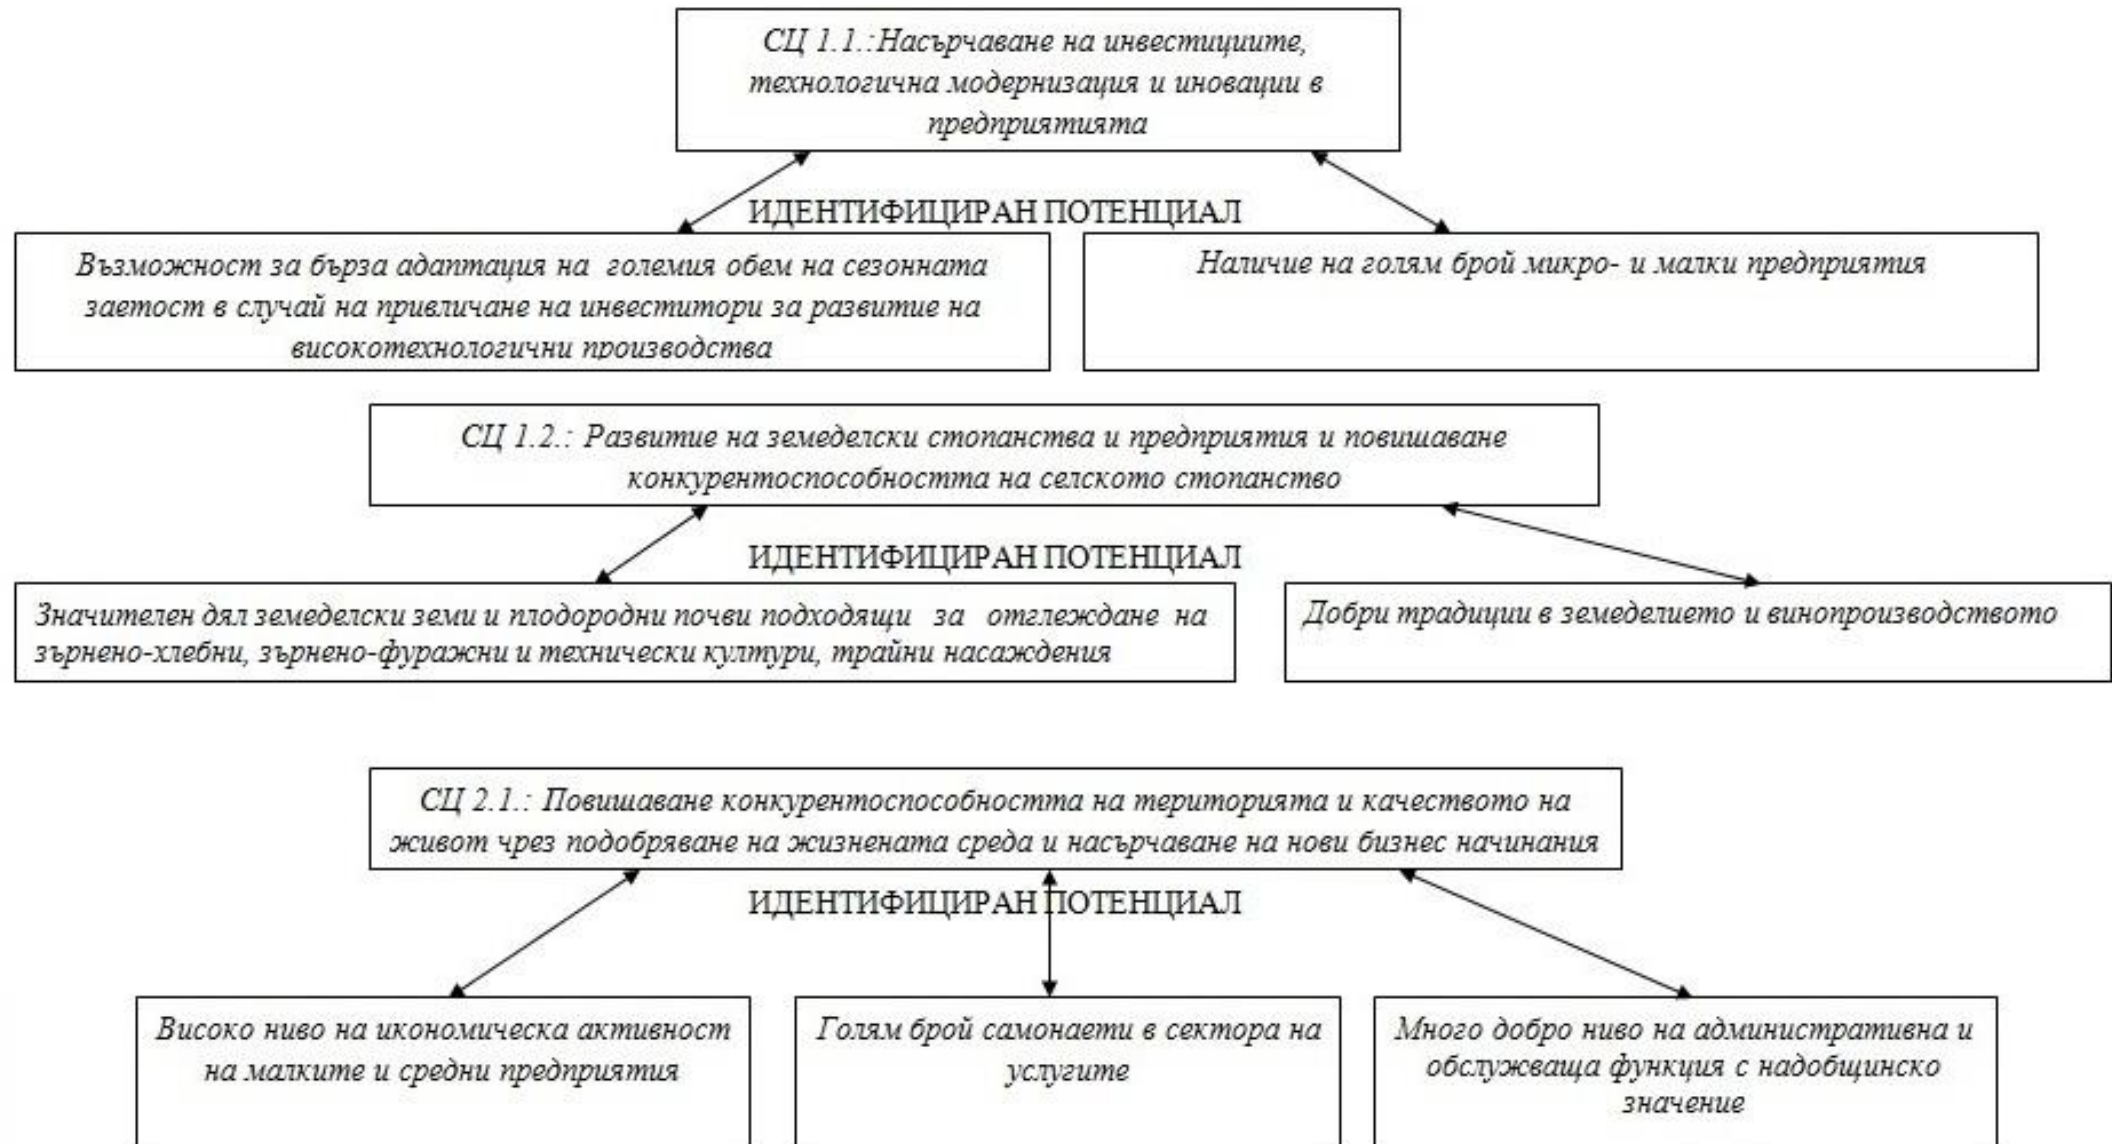 СЦ 1.1.:Насърчаване на инвестициите,
технологична модернизация и иновации в
предприятията
ИДЕНТИФИЦИРАН ПОТЕНЦИАЛ
Възможност за бърза адаптация на големия обем на сезонната
заетост в случай на привличане на инвеститори за развитие на
високотехнологични производства
Наличие на голям брой микро- и малки предприятия
СЦ 1.2.: Развитие на земеделски стопанства и предприятия и повишаване
конкурентоспособността на селското стопанство
ИДЕНТИФИЦИРАН ПОТЕНЦИАЛ
Значителен дял земеделски земи и плодородни почви подходящи за отглеждане на
зърнено-хлебни, зърнено-фуражни и технически култури, трайни насаждения
Добри традиции в земеделието и винопроизводството
СЦ 2.1.: Повишаване конкурентоспособността на територията и качеството на
живот чрез подобряване на жизнената среда и насърчаване на нови бизнес начинания
ИДЕНТИФИЦИРАН ПОТЕНЦИАЛ
Високо ниво на икономическа активност
на малките и средни предприятия
Голям брой самонаети в сектора на
услугите
Много добро ниво на административна и
обслужваща функция с надобщинско
значение